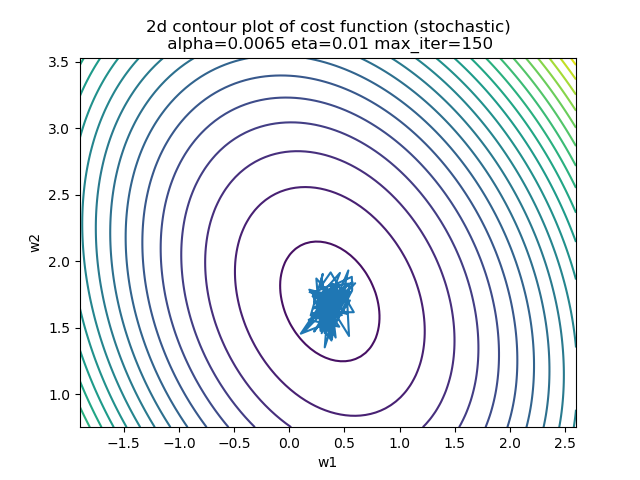 2d contour plot of cost function (stochastic)
alpha=0.0065 eta=0.01 max_iter=150
3.5
3.0
2.5
2.0
1.5
1.0
w2
−1.5 −1.0 −0.5 0.0 0.5 1.0 1.5 2.0 2.5
w1